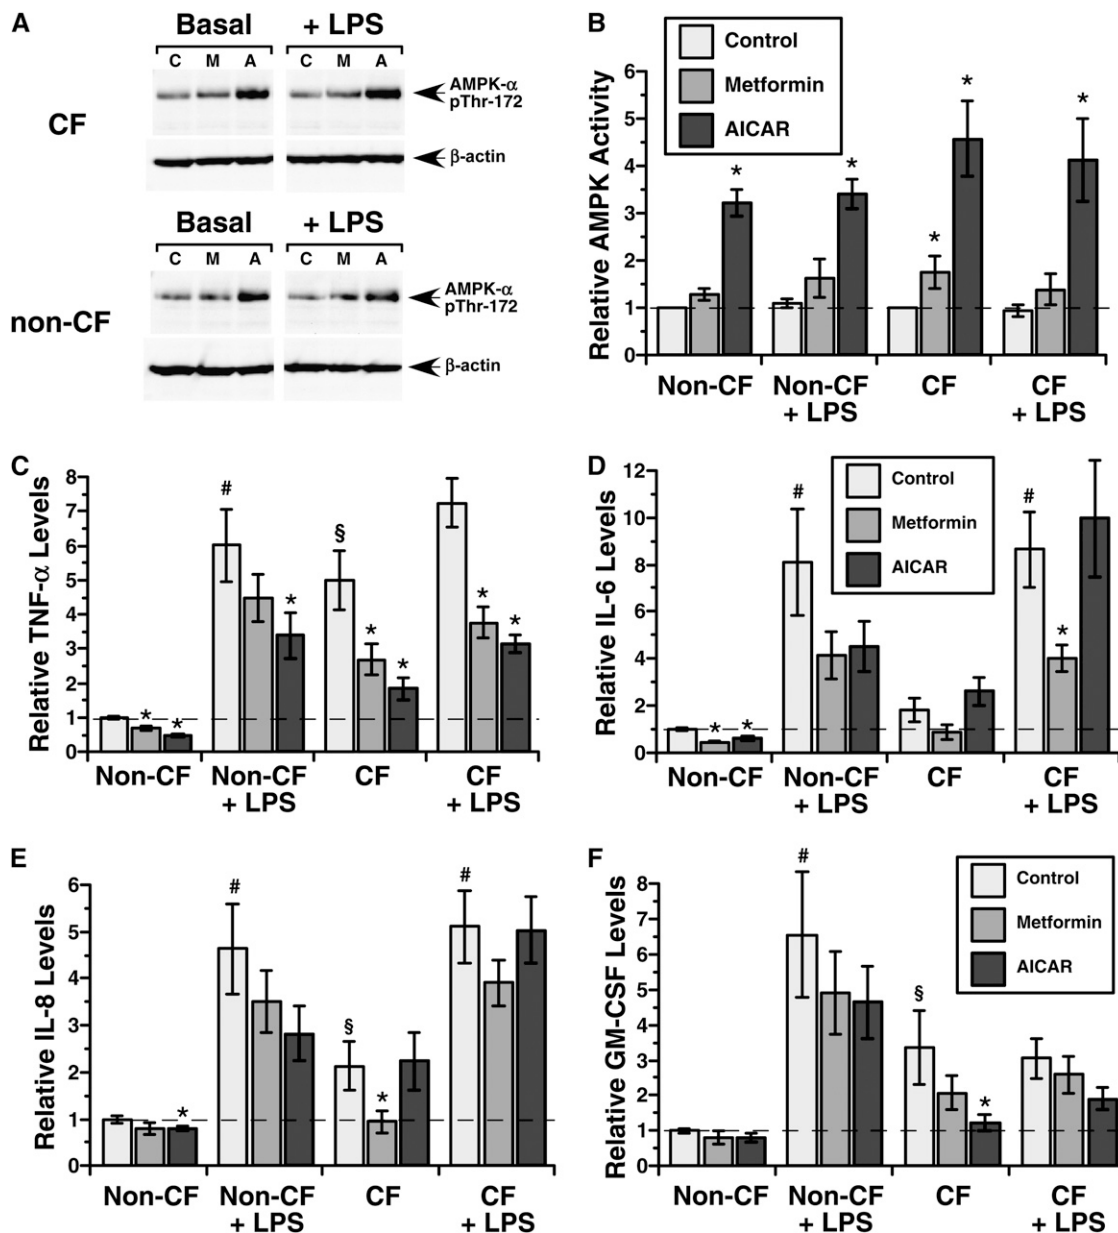 A
Basal
+ LPS
C M A
C M A
AMPK-α
pThr-172
CF
β-actin
Basal
+ LPS
C M A
C M A
AMPK-α
pThr-172
non-CF
β-actin
B
Control
Metformin
AICAR
Relative AMPK Activity
6
5
4
3
2
1
0
*
*
*
*
*
Non-CF
Non-CF
+ LPS
CF
CF
+ LPS
C
Relative TNF-α Levels
8
7
6
5
4
3
2
1
0
* *
#
*
§
*
*
*
*
Non-CF
Non-CF
+ LPS
CF
CF
+ LPS
D
Control
Metformin
AICAR
Relative IL-6 Levels
12
10
8
6
4
2
0
* *
#
#
*
Non-CF
Non-CF
+ LPS
CF
CF
+ LPS
E
Relative IL-8 Levels
6
5
4
3
2
1
0
*
#
§
*
#
Non-CF
Non-CF
+ LPS
CF
CF
+ LPS
F
Control
Metformin
AICAR
Relative GM-CSF Levels
8
7
6
5
4
3
2
1
0
#
§
*
Non-CF
Non-CF
+ LPS
CF
CF
+ LPS